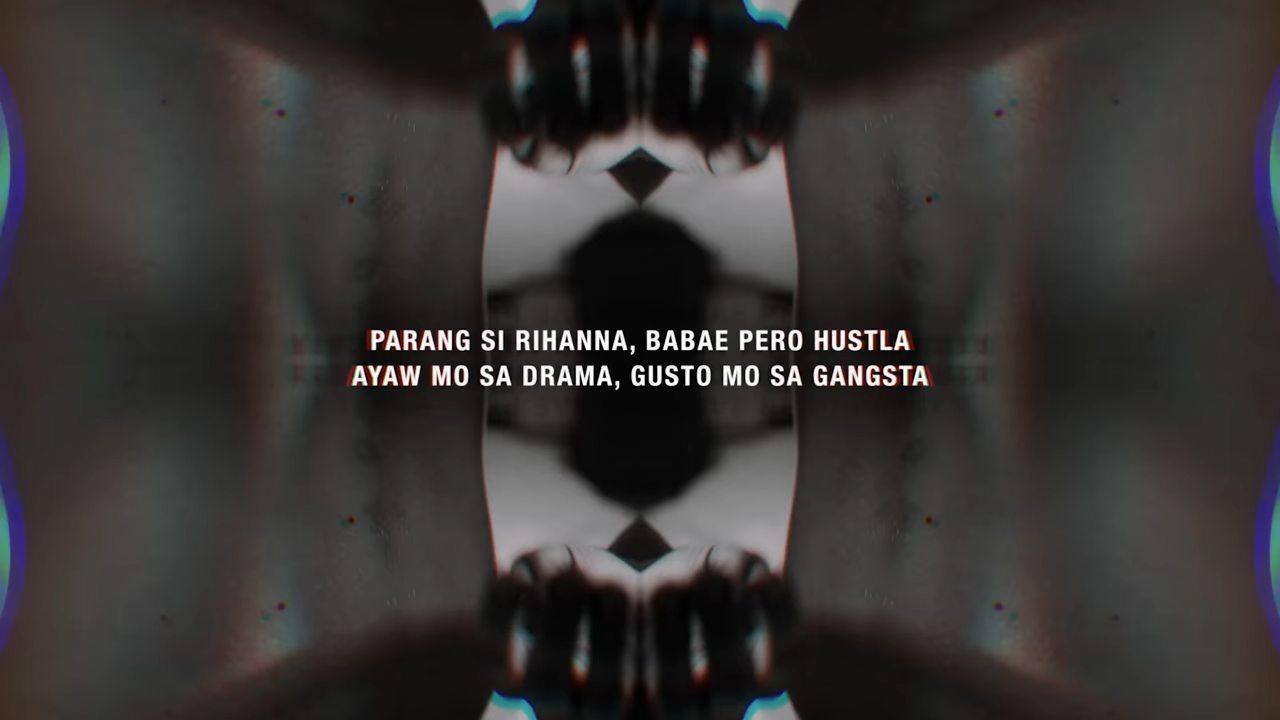 PARANG SI RIHANNA, BABAE PERO HUSTLA
AYAW MO SA DRAMA, GUSTO MO SA GANGSTA